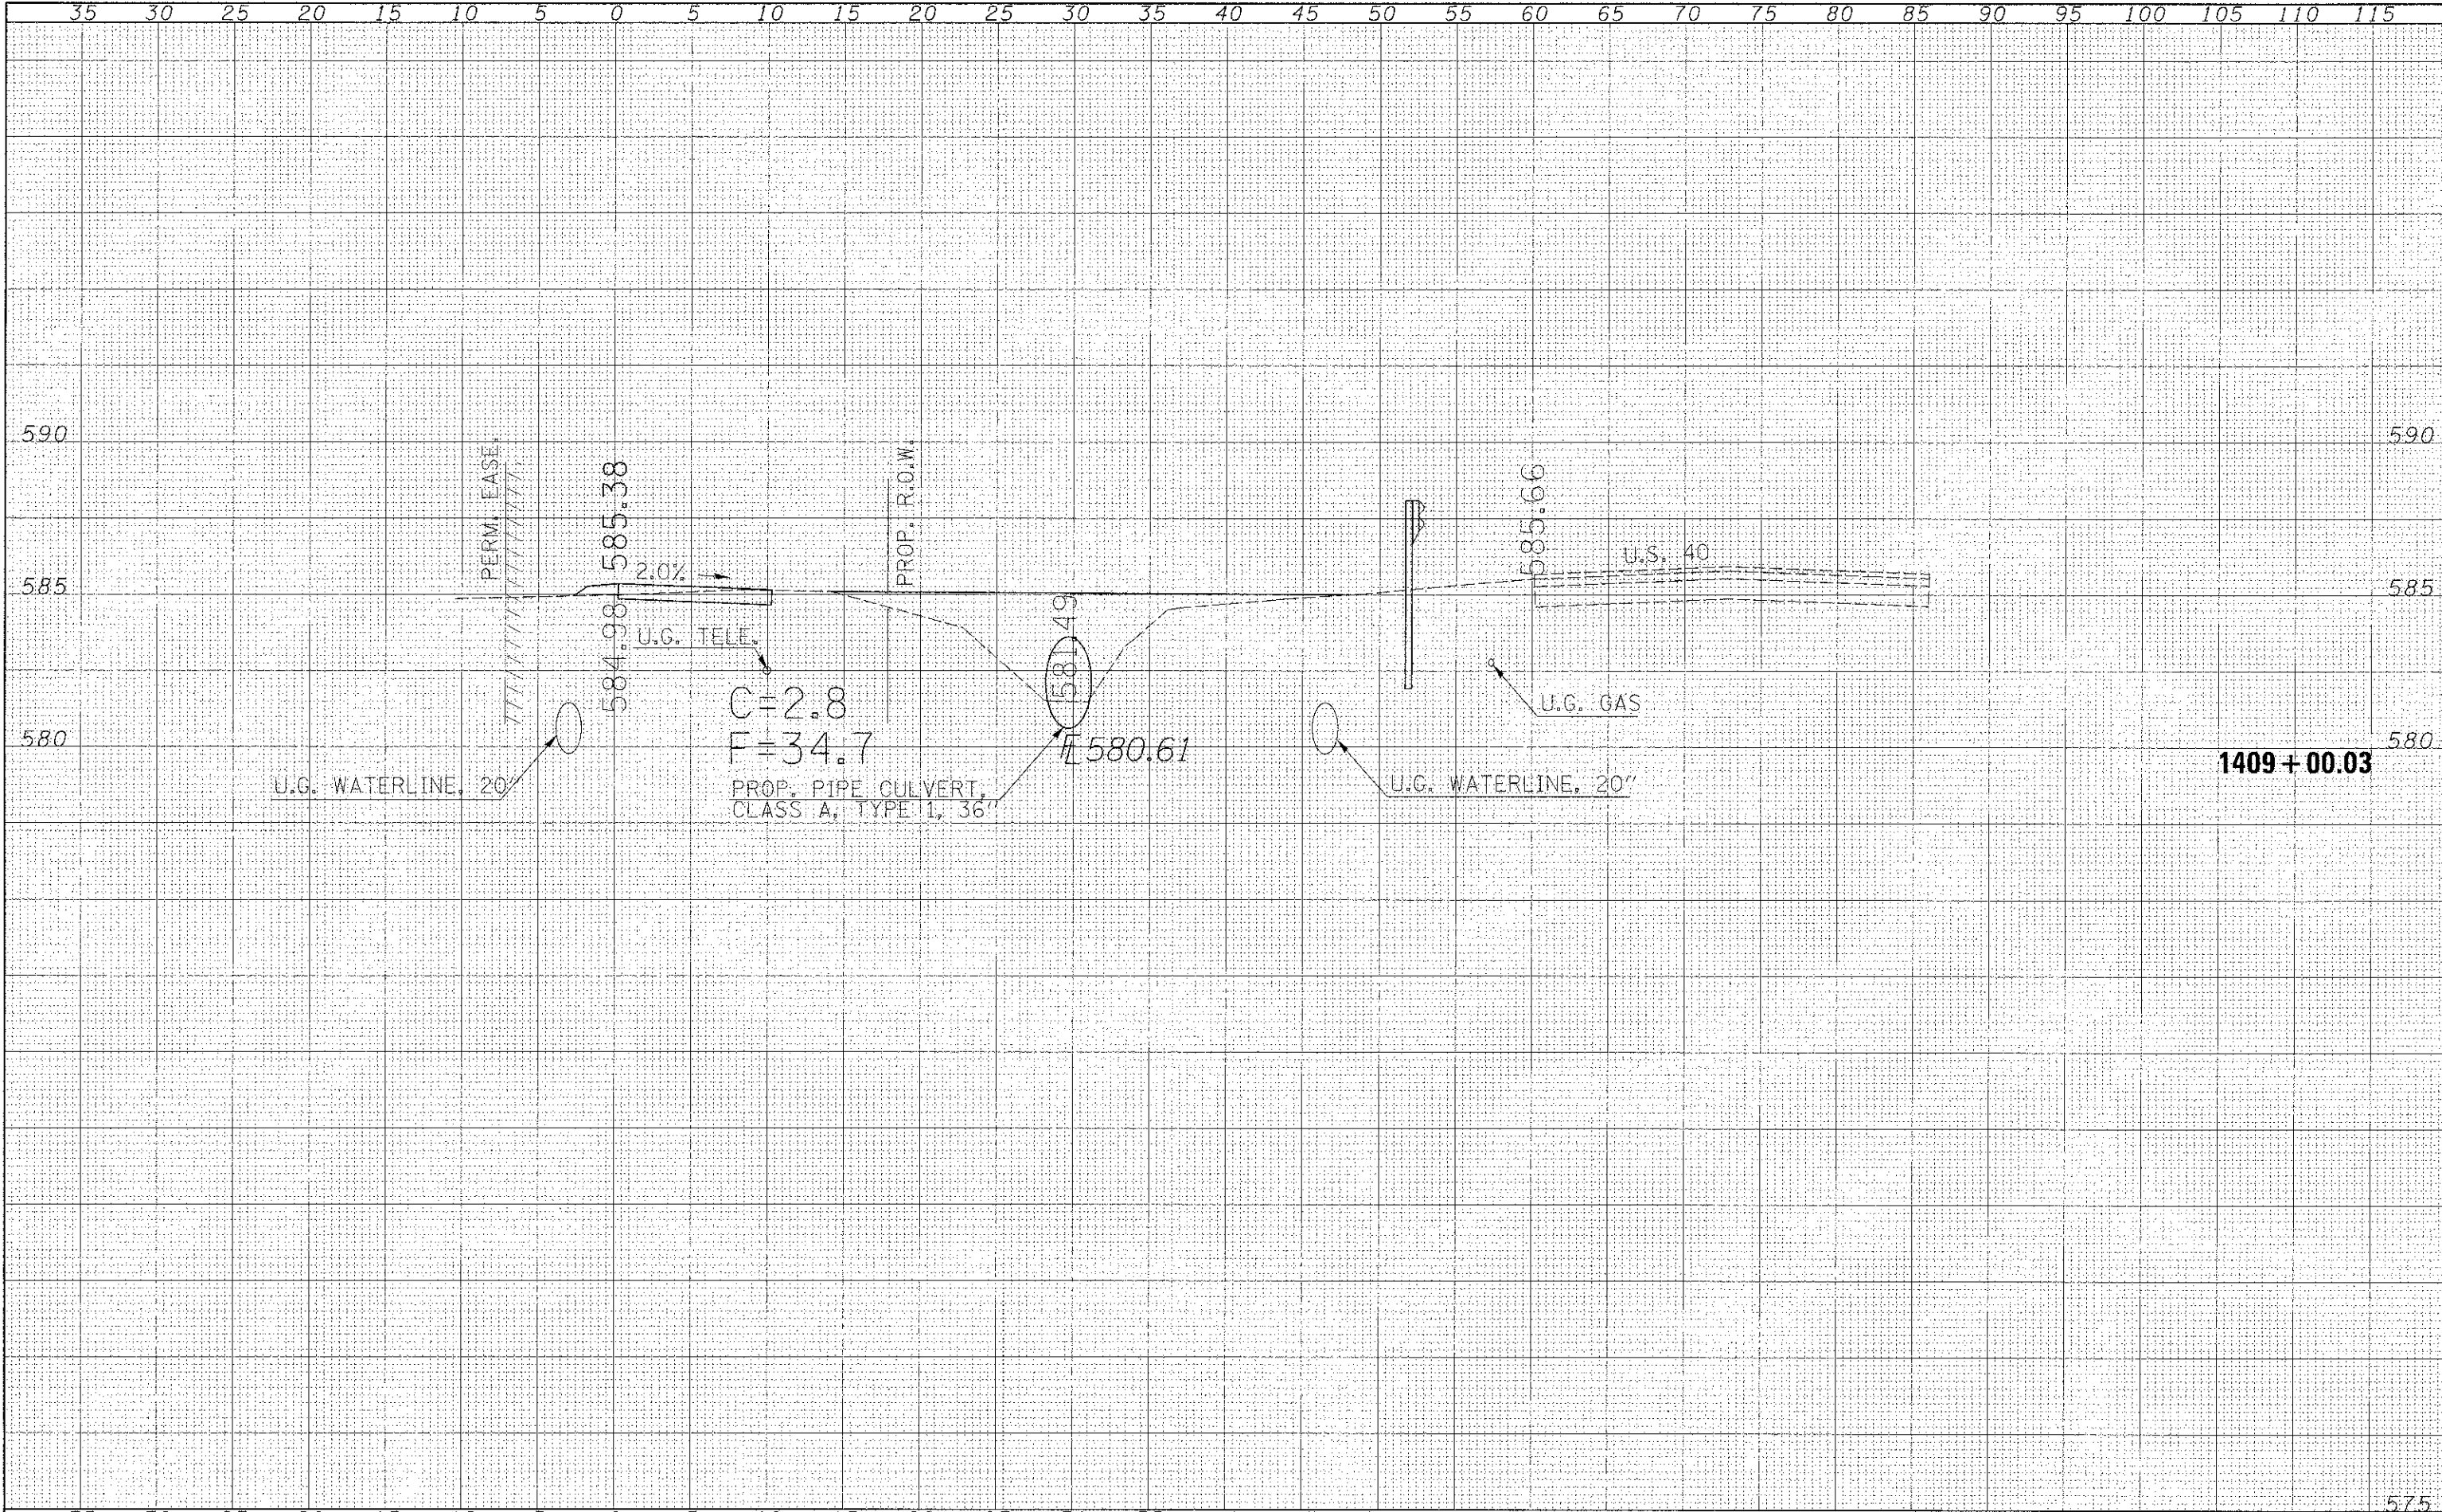 35 30 25 20 15 10 5 0 5 10 15 20 25 30 35 40 45 50 55 60 65 70 75 80 85 90 95 100 105 110 115
590 590
PERM. EASE.
585.38
PROP. R.O.W.
585.66
U.S. 40
2.0%
585 585
584.98
U.G. TELE.
581.49
C=2.8
U.G. GAS
F=34.7
580 580
580.61
1409+00.03
U.G. WATERLINE, 20"
PROP. PIPE CULVERT,
CLASS A, TYPE 1, 36"
U.G. WATERLINE, 20"
575